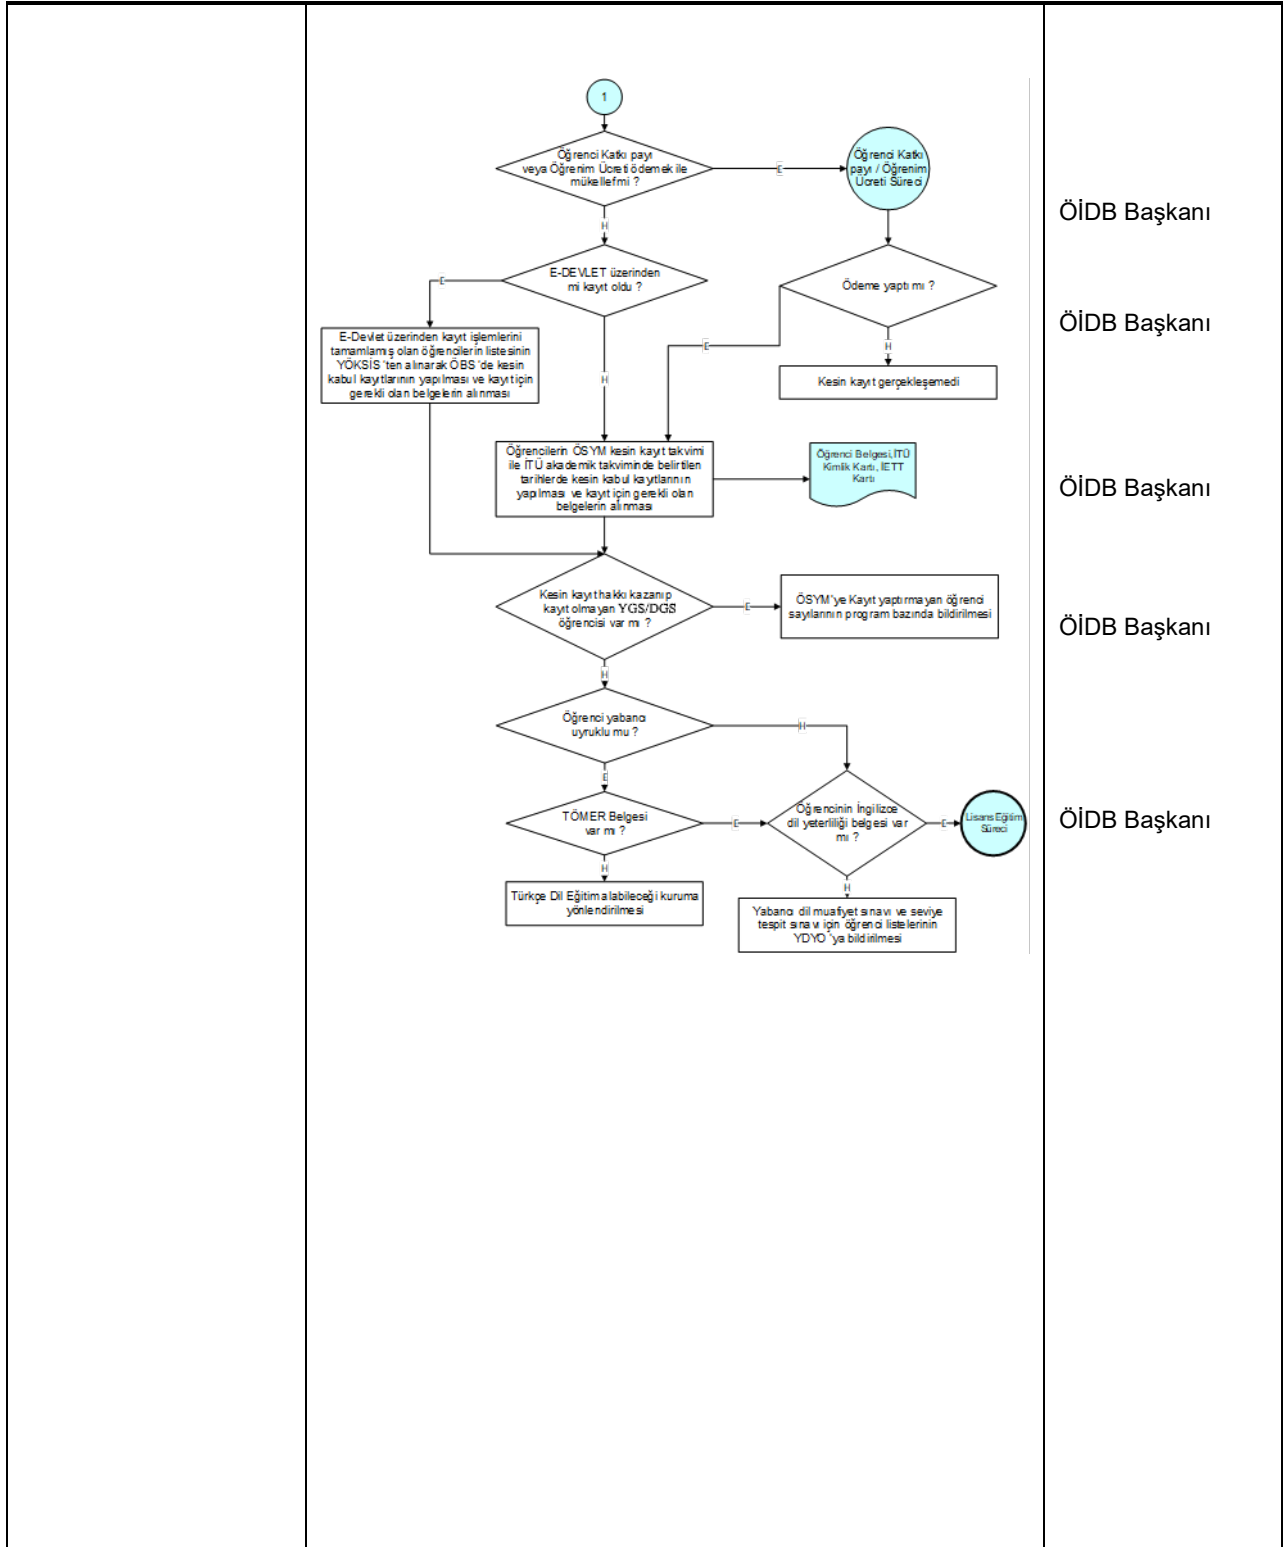 1
Öğrenci Katkı payı
veya Öğrenim Ücreti ödemek ile
mükellef mi ?
E
Öğrenci Katkı
payı / Öğrenim
Ücreti Süreci
ÖİDB Başkanı
H
E-DEVLET üzerinden
mi kayıt oldu ?
E
Ödeme yaptı mı ?
ÖİDB Başkanı
E-Devlet üzerinden kayıt işlemlerini
tamamlamış olan öğrencilerin listesinin
YÖKSİS 'ten alınarak ÖBS 'de kesin
kabul kayıtlarının yapılması ve kayıt için
gerekli olan belgelerin alınması
E
H
H
Kesin kayıt gerçekleşemedi
Öğrencilerin ÖSYM kesin kayıt takvimi
ile İTÜ akademik takviminde belirtilen
tarihlerde kesin kabul kayıtlarının
yapılması ve kayıt için gerekli olan
belgelerin alınması
Öğrenci Belgesi, İTÜ
Kimlik Kartı, İETT
Kartı
ÖİDB Başkanı
Kesin kayıt hakkı kazanıp
kayıt olmayan YGS/DGS
öğrencisi var mı ?
E
ÖSYM'ye Kayıt yaptırmayan öğrenci
sayılarının program bazında bildirilmesi
ÖİDB Başkanı
H
Öğrenci yabancı
uyruklu mu ?
H
E
TÖMER Belgesi
var mı ?
E
Öğrencinin İngilizce
dil yeterliliği belgesi var
mı ?
E
Lisans Eğitim
Süreci
ÖİDB Başkanı
H
Türkçe Dil Eğitim alabileceği kuruma
yönlendirilmesi
H
Yabancı dil muafiyet sınavı ve seviye
tespit sınavı için öğrenci listelerinin
YDYO 'ya bildirilmesi